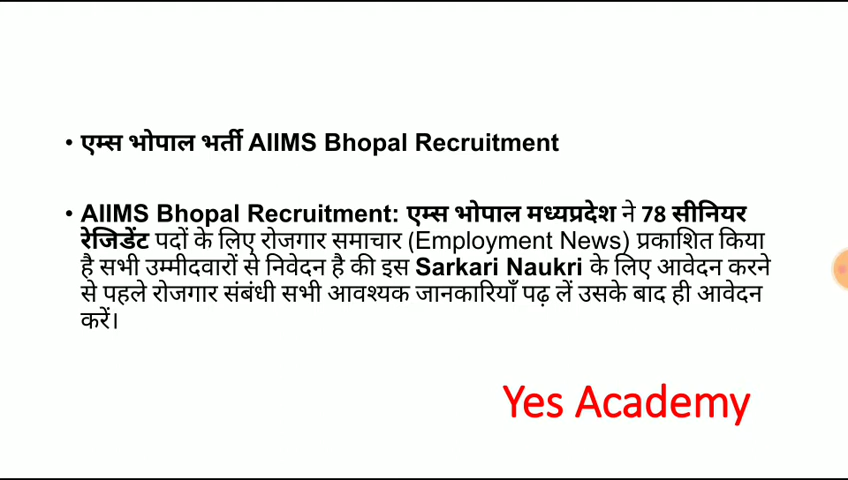 • एम्स भोपाल भर्ती AIIMS Bhopal Recruitment
• AIIMS Bhopal Recruitment: एम्स भोपाल मध्यप्रदेश ने 78 सीनियर
रेजिडेंट पदों के लिए रोजगार समाचार (Employment News) प्रकाशित किया
है सभी उम्मीदवारों से निवेदन है की इस Sarkari Naukri के लिए आवेदन करने
से पहले रोजगार संबंधी सभी आवश्यक जानकारियाँ पढ़ लें उसके बाद ही आवेदन
करें।
Yes Academy